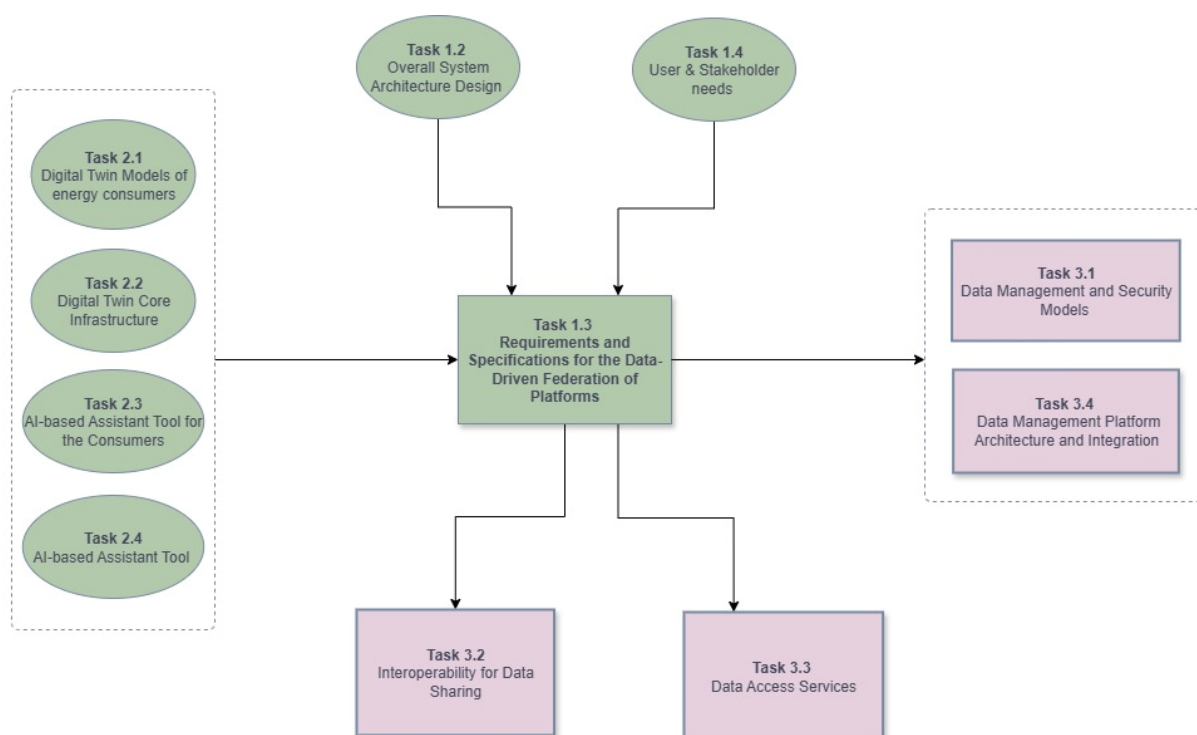 Task 1.2
Overall System
Architecture Design
Task 1.4
User & Stakeholder
needs
Task 2.1
Digital Twin Models of
energy consumers
Task 2.2
Digital Twin Core
Infrastructure
Task 2.3
AI-based Assistant Tool for
the Consumers
Task 2.4
AI-based Assistant Tool
Task 1.3
Requirements and
Specifications for the Data-
Driven Federation of
Platforms
Task 3.1
Data Management and Security
Models
Task 3.4
Data Management Platform
Architecture and Integration
Task 3.2
Interoperability for Data
Sharing
Task 3.3
Data Access Services